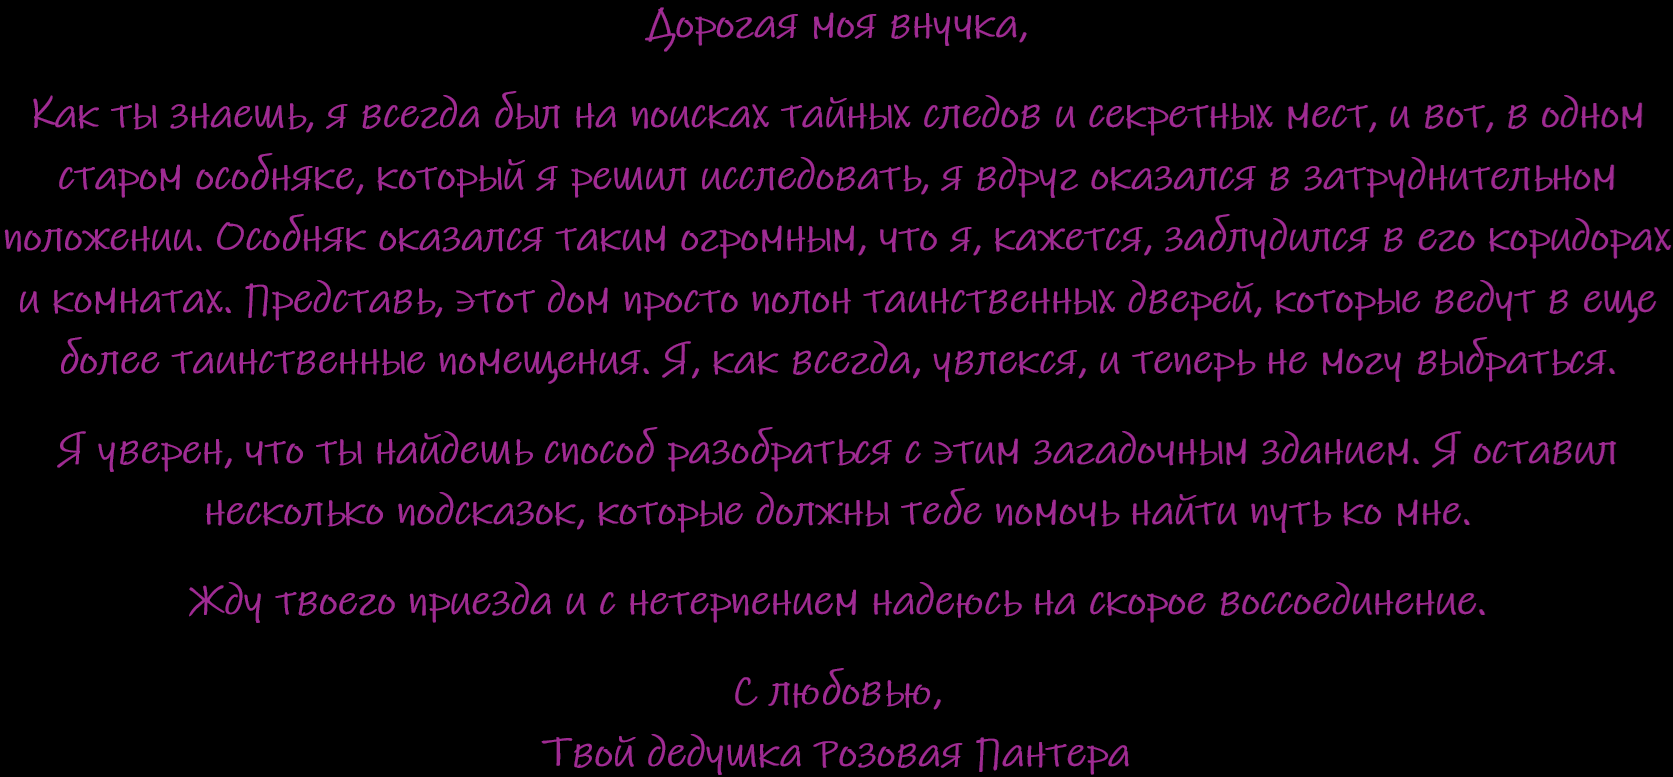 Дорогая моя внучка,
Как ты знаешь, я всегда был на поисках тайных следов и секретных мест, и вот, в одном
старом особняке, который я решил исследовать, я вдруг оказался в затруднительном
положении. Особняк оказался таким огромным, что я, кажется, заблудился в его коридорах
и комнатах. Представь, этот дом просто полон таинственных дверей, которые ведут в еще
более таинственные помещения. Я, как всегда, увлекся, и теперь не могу выбраться.
Я уверен, что ты найдешь способ разобраться с этим загадочным зданием. Я оставил
несколько подсказок, которые должны тебе помочь найти путь ко мне.
Жду твоего приезда и с нетерпением надеюсь на скорое воссоединение.
С любовью,
Твой дедушка Розовая Пантера